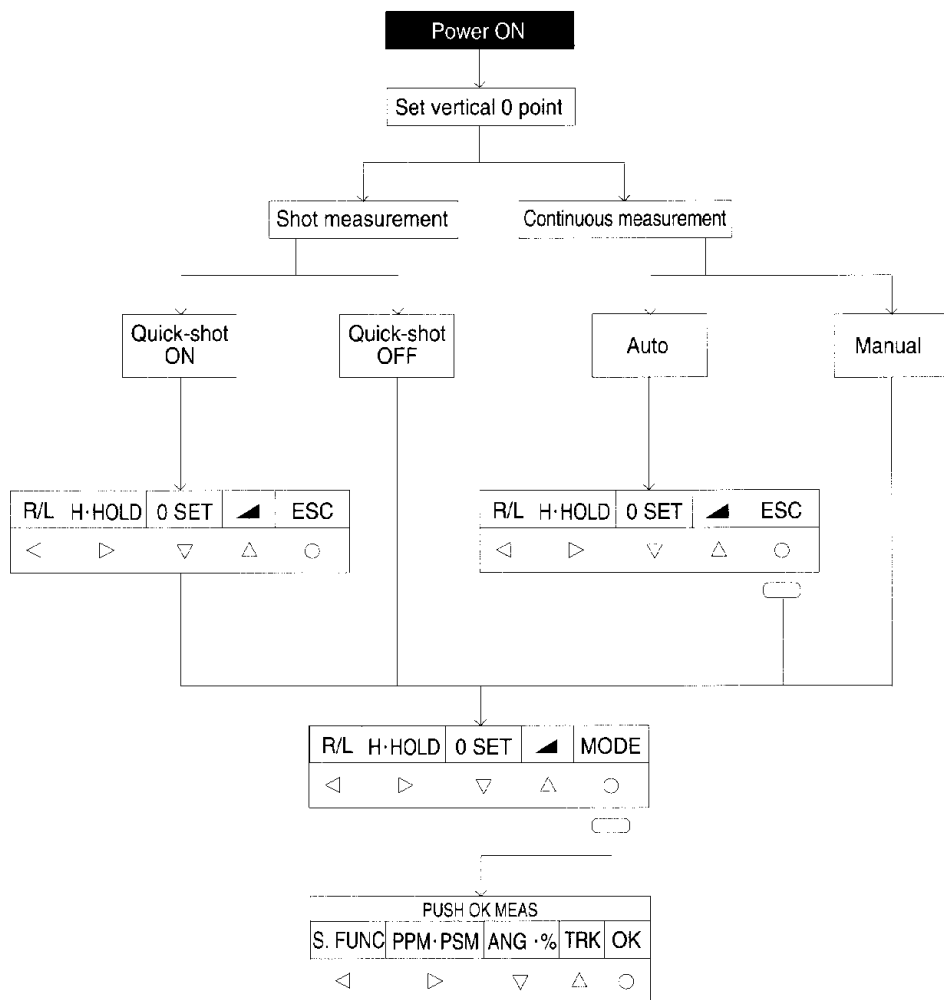 Power ON
Set vertical 0 point
Shot measurement
Continuous measurement
Quick-shot
ON
Quick-shot
OFF
Auto
Manual
R/L H·HOLD 0 SET ESC
R/L H·HOLD 0 SET ESC
R/L H·HOLD 0 SET MODE
PUSH OK MEAS
S. FUNC PPM·PSM ANG ·% TRK OK